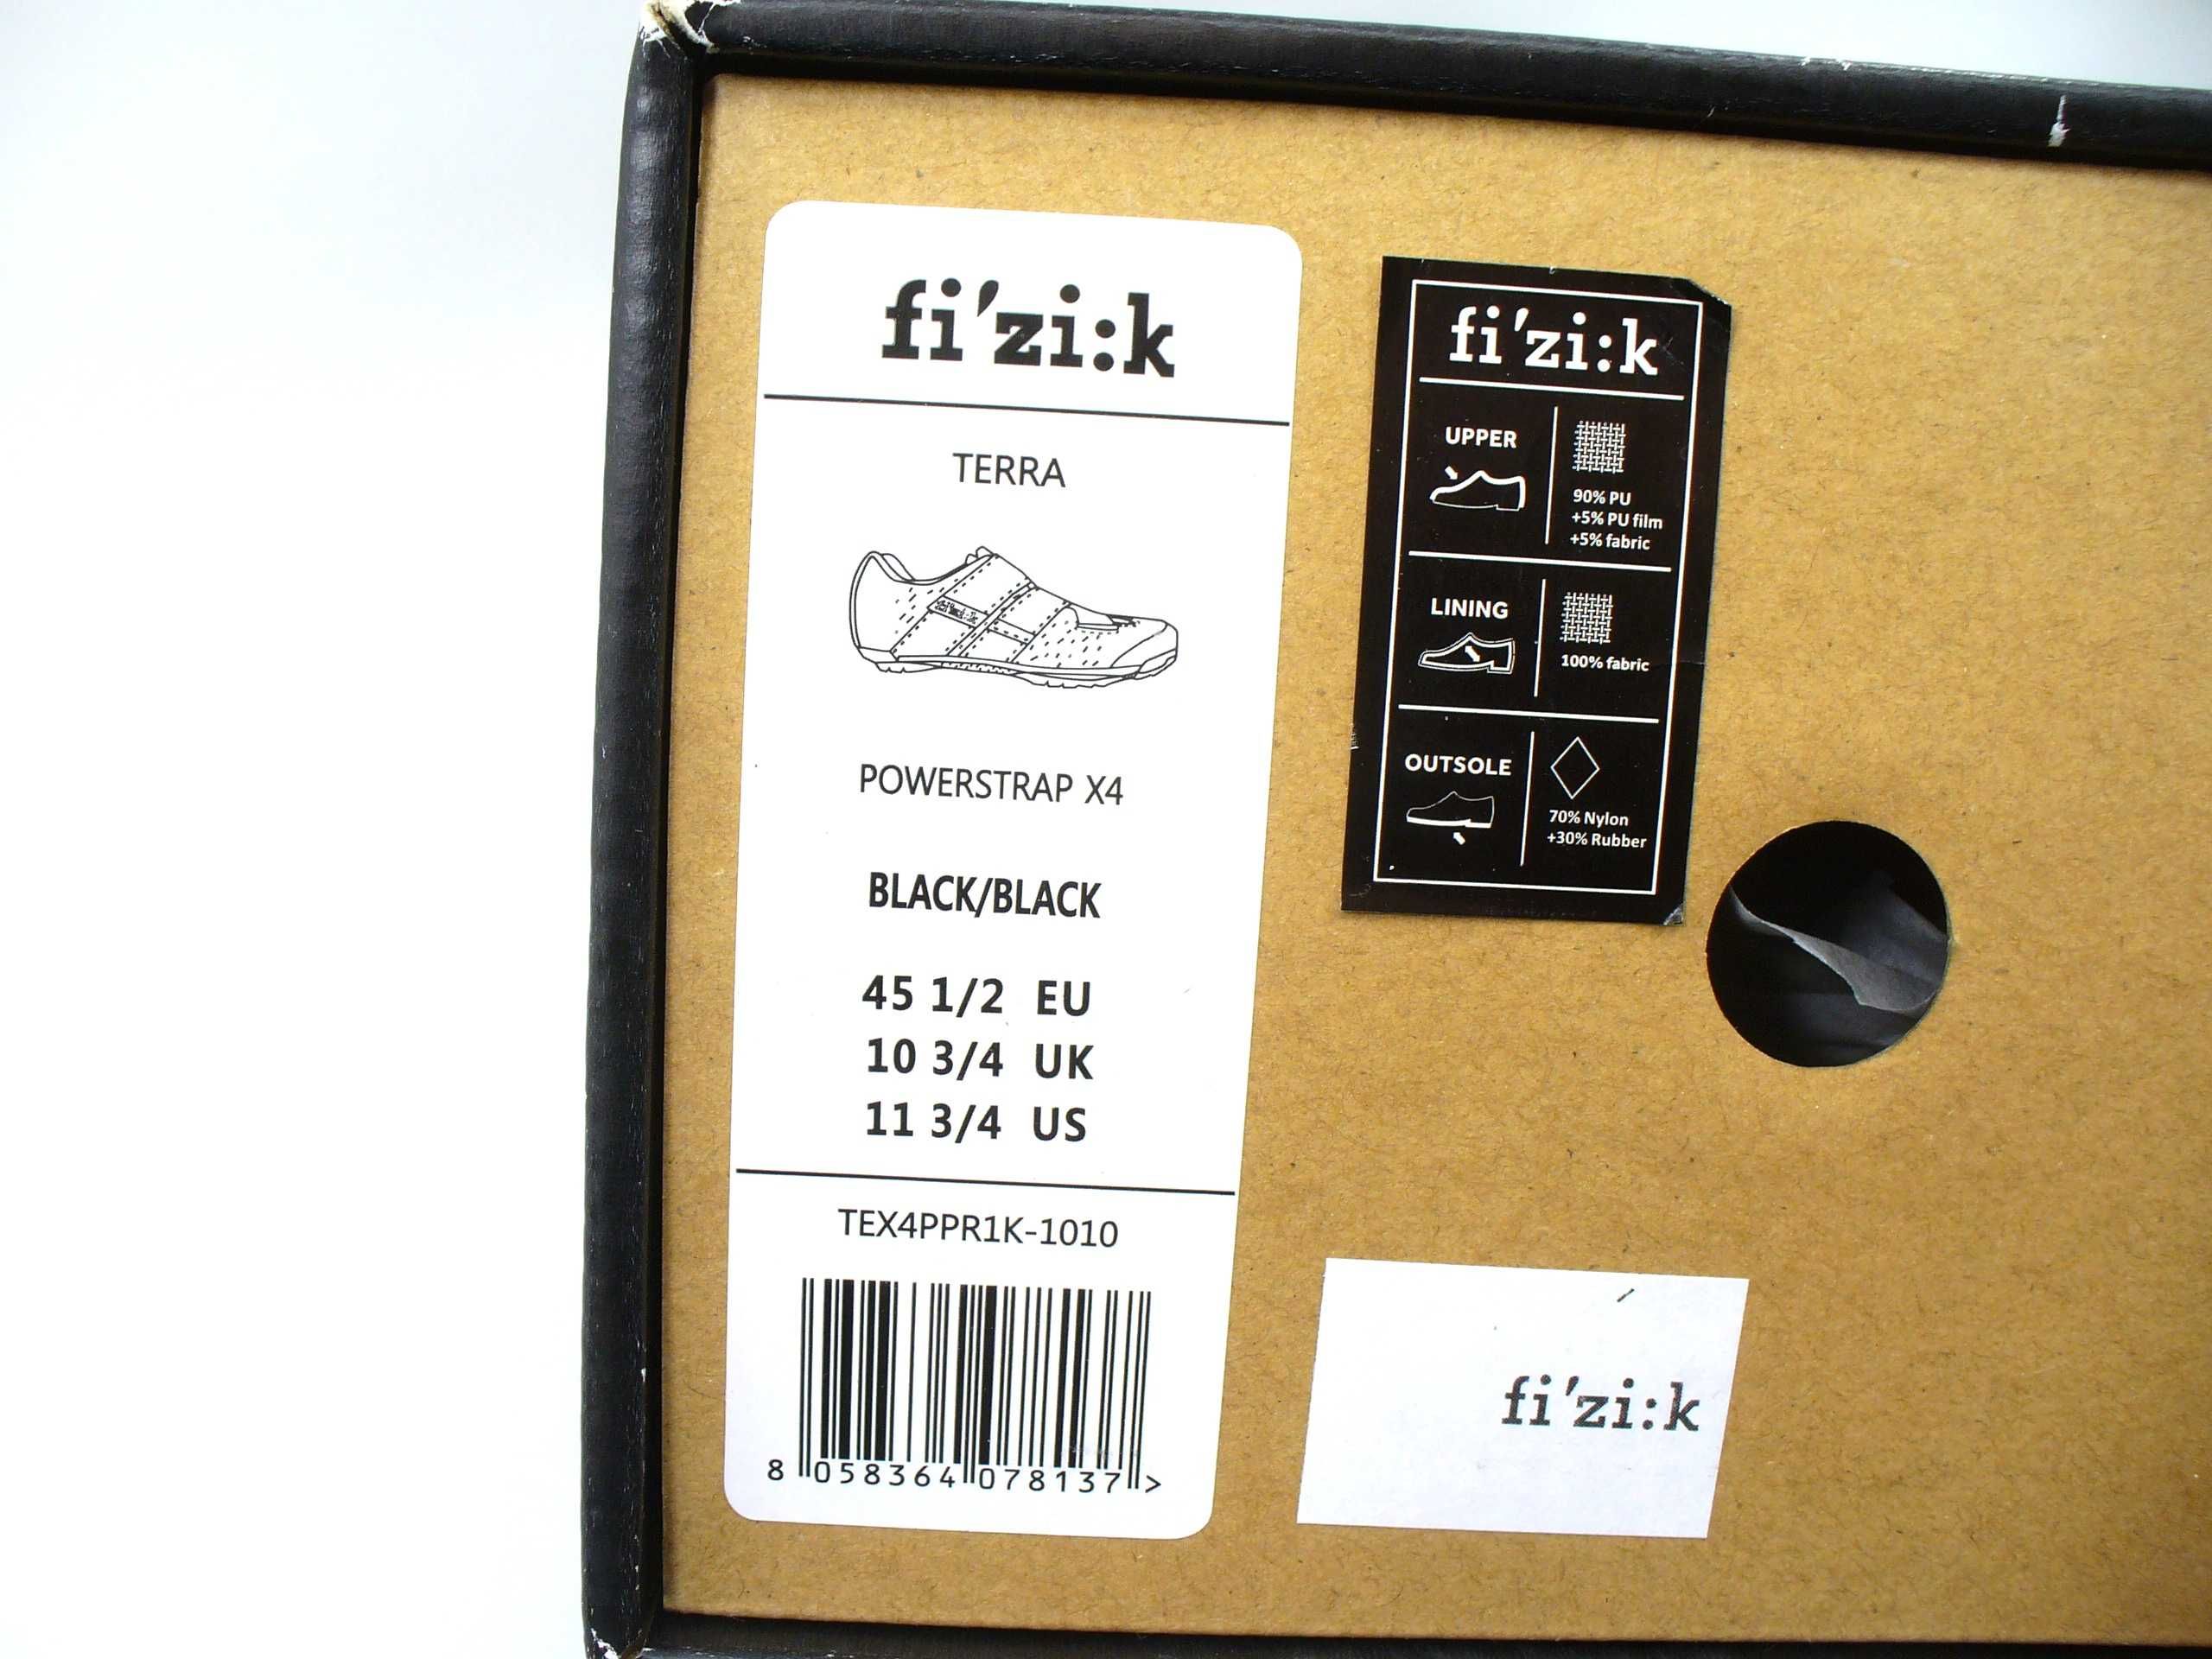 fi'zi:k
TERRA
POWERSTRAP X4
BLACK/BLACK
45 1/2 EU
10 3/4 UK
11 3/4 US
TEX4PPR1K-1010
8 058364 078137 >
fi'zi:k
UPPER
90% PU
+5% PU film
+5% fabric
LINING
100% fabric
OUTSOLE
70% Nylon
+30% Rubber
fi'zi:k